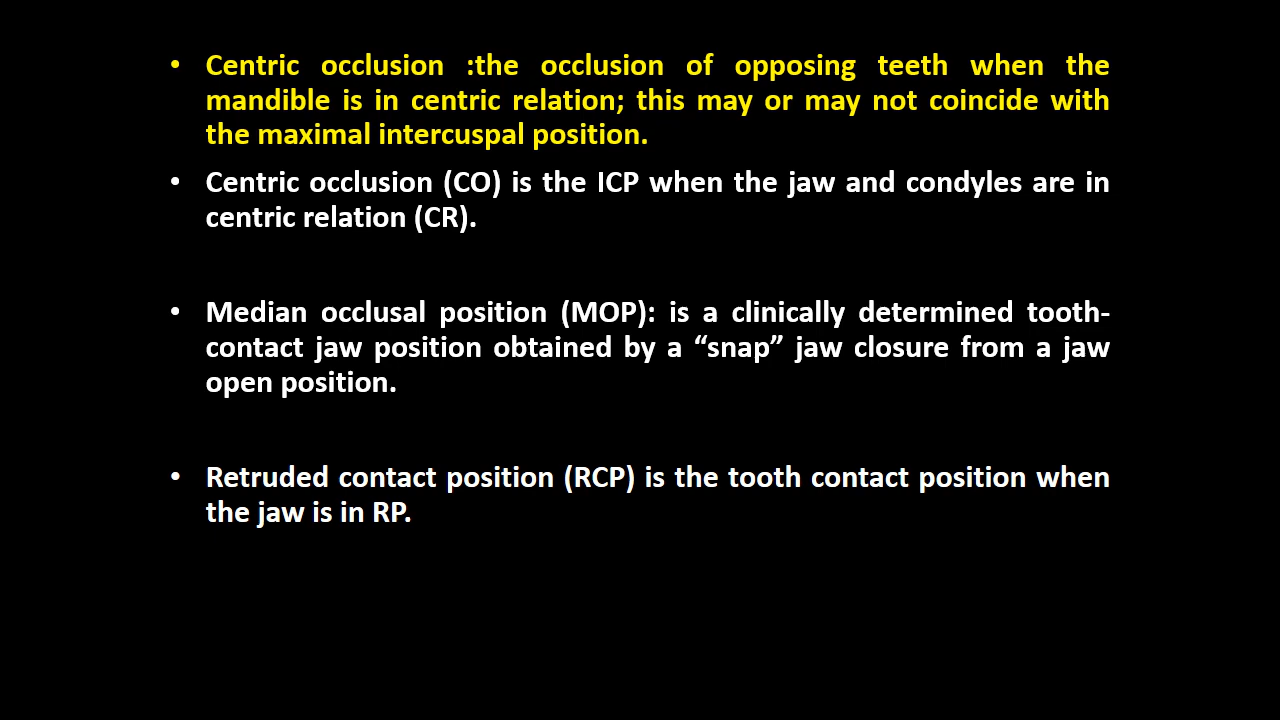 • Centric occlusion :the occlusion of opposing teeth when the
mandible is in centric relation; this may or may not coincide with
the maximal intercuspal position.
• Centric occlusion (CO) is the ICP when the jaw and condyles are in
centric relation (CR).
• Median occlusal position (MOP): is a clinically determined tooth-
contact jaw position obtained by a “snap” jaw closure from a jaw
open position.
• Retruded contact position (RCP) is the tooth contact position when
the jaw is in RP.